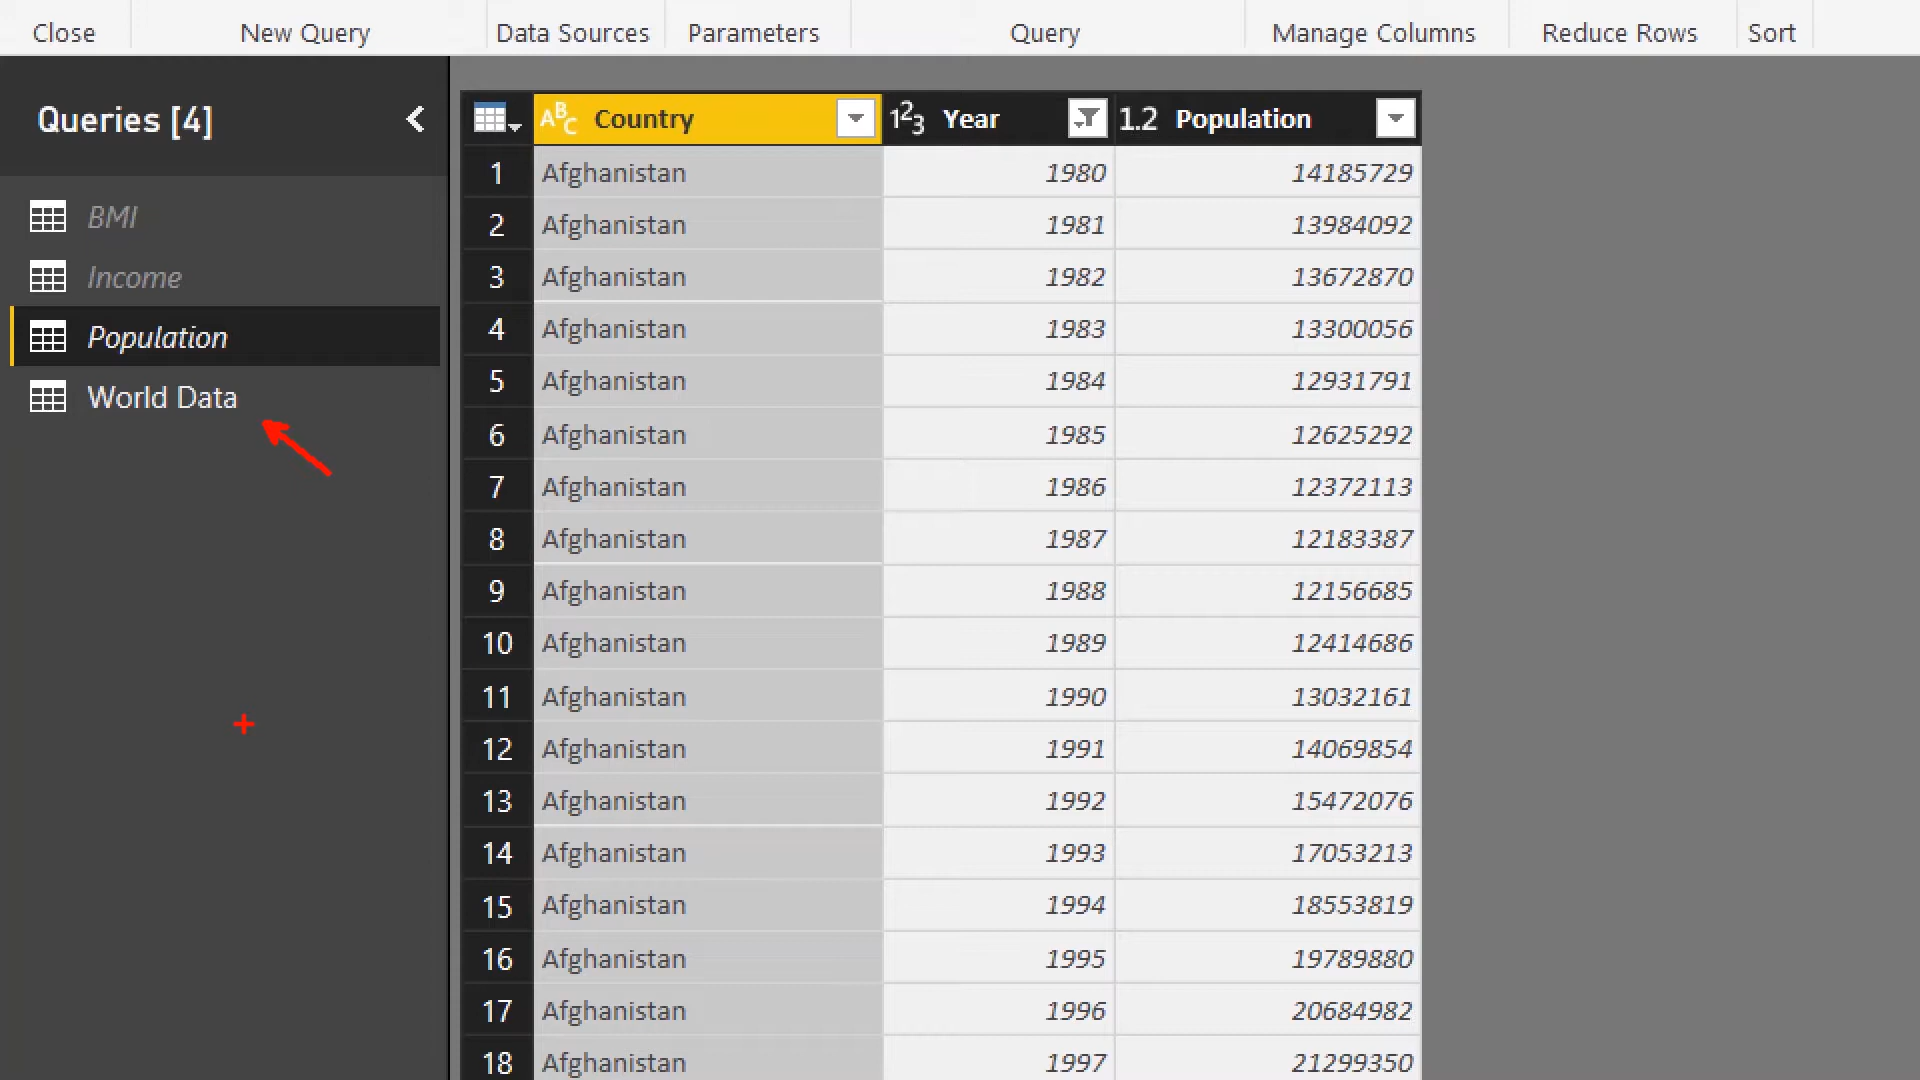 Close New Query Data Sources Parameters Query Manage Columns Reduce Rows Sort
Queries [4]
BMI
Income
Population
World Data
ABC Country 123 Year 1.2 Population
1 Afghanistan 1980 14185729
2 Afghanistan 1981 13984092
3 Afghanistan 1982 13672870
4 Afghanistan 1983 13300056
5 Afghanistan 1984 12931791
6 Afghanistan 1985 12625292
7 Afghanistan 1986 12372113
8 Afghanistan 1987 12183387
9 Afghanistan 1988 12156685
10 Afghanistan 1989 12414686
11 Afghanistan 1990 13032161
12 Afghanistan 1991 14069854
13 Afghanistan 1992 15472076
14 Afghanistan 1993 17053213
15 Afghanistan 1994 18553819
16 Afghanistan 1995 19789880
17 Afghanistan 1996 20684982
18 Afghanistan 1997 21299350